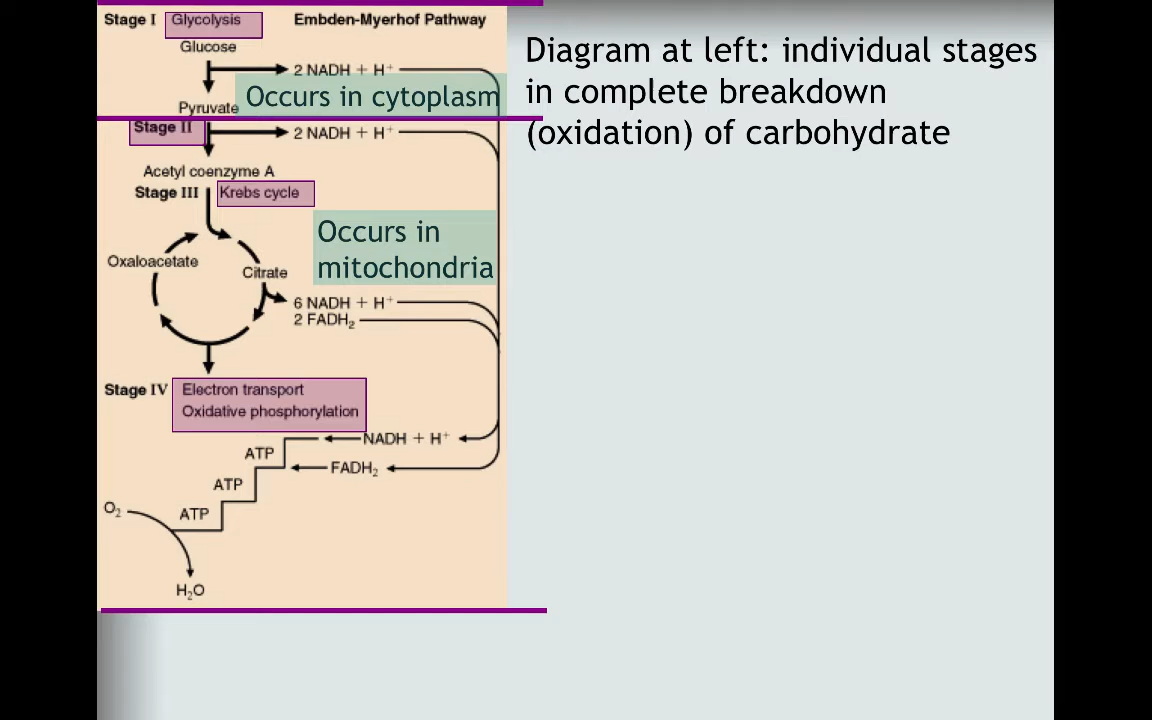 Stage I Glycolysis Embden-Myerhof Pathway
Glucose
2 NADH + H⁺
Occurs in cytoplasm
Pyruvate
Stage II
2 NADH + H⁺
Acetyl coenzyme A
Stage III Krebs cycle
Occurs in
mitochondria
Oxaloacetate
Citrate
6 NADH + H⁺
2 FADH₂
Stage IV Electron transport
Oxidative phosphorylation
NADH + H⁺
ATP
FADH₂
ATP
O₂
ATP
H₂O
Diagram at left: individual stages
in complete breakdown
(oxidation) of carbohydrate